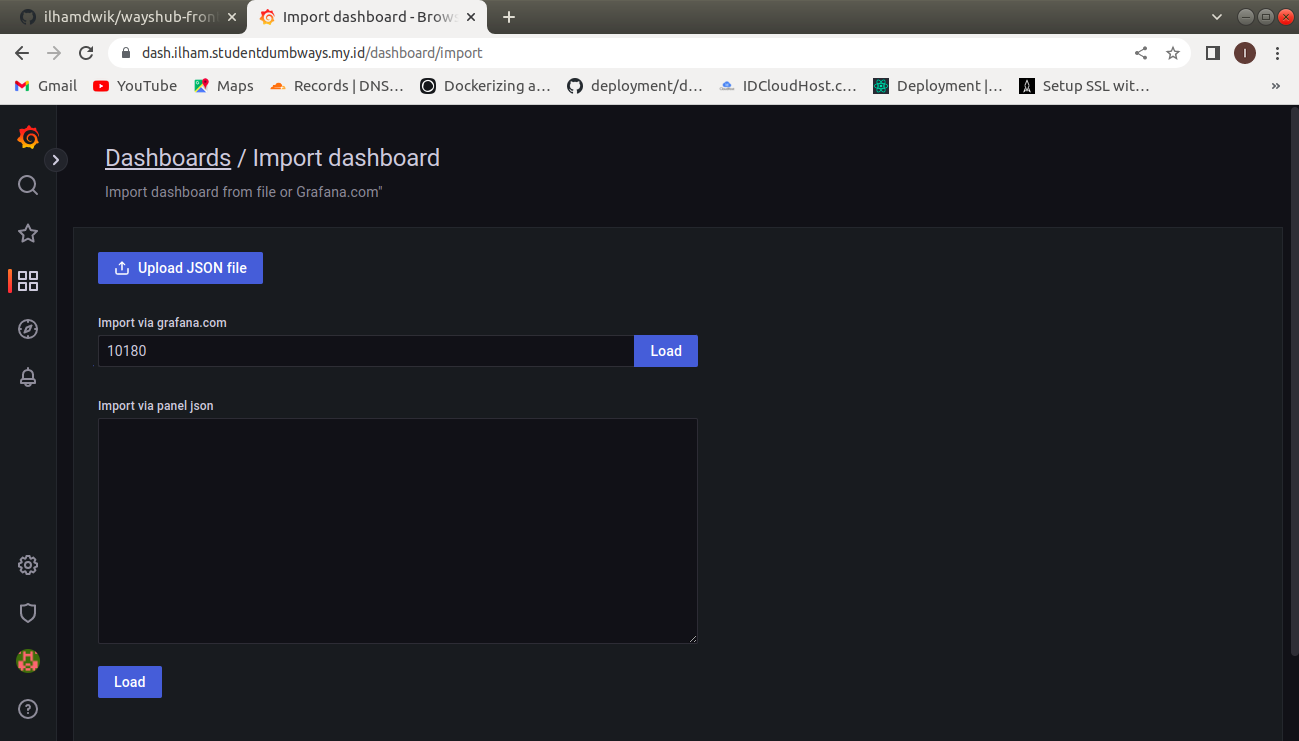 ilhamdwik/wayshub-fron
Import dashboard - Brows
dash.ilham.studentdumbways.my.id/dashboard/import
I
Gmail
YouTube
Maps
Records | DNS...
Dockerizing a...
deployment/d...
IDCloudHost.c...
Deployment |...
Setup SSL wit...
»
Dashboards / Import dashboard
Import dashboard from file or Grafana.com"
Upload JSON file
Import via grafana.com
10180
Load
Import via panel json
Load